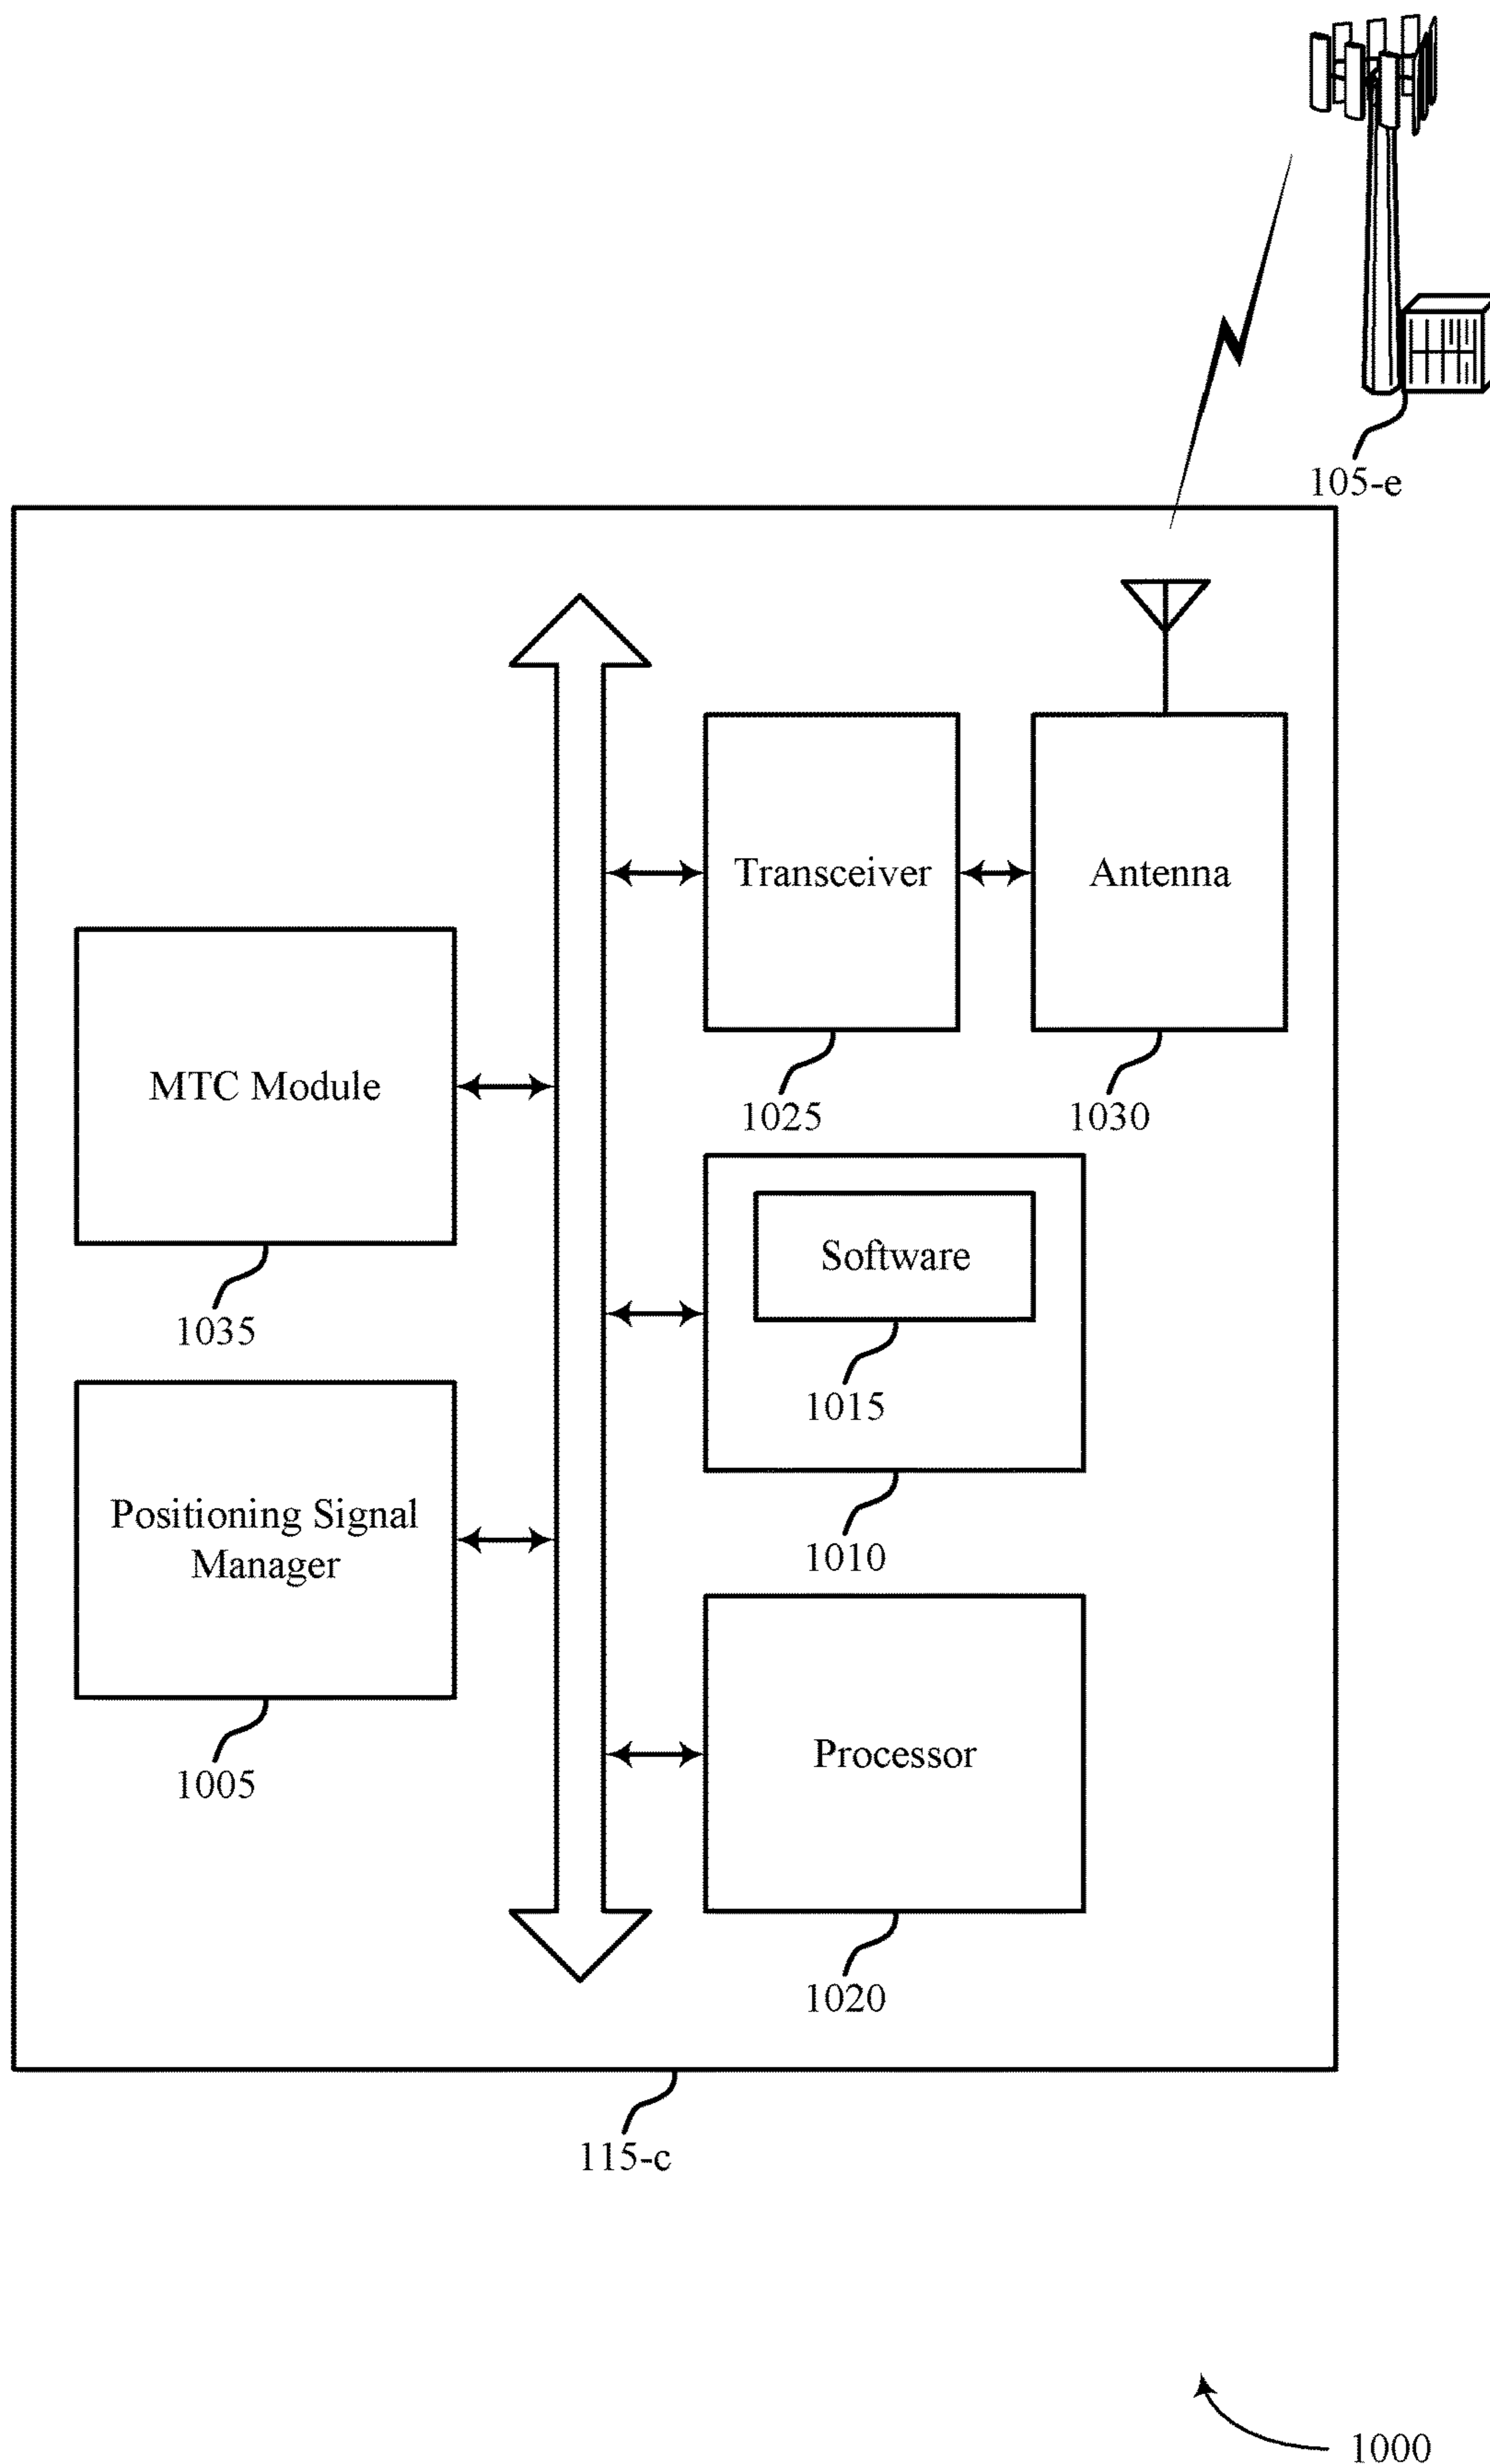 105-e
Transceiver
Antenna
1025
1030
MTC Module
1035
Software
1015
1010
Positioning Signal
Manager
1005
Processor
1020
115-c
1000